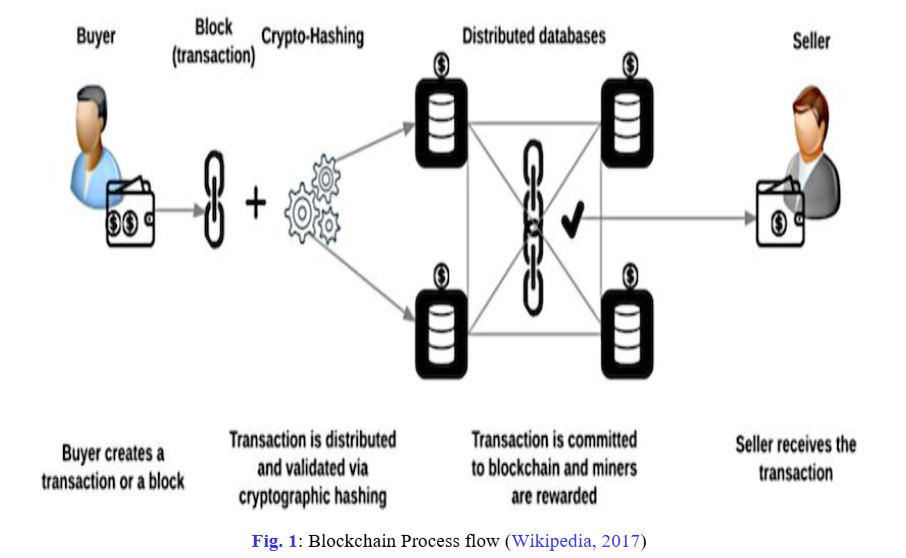 Buyer
Block
(transaction)
Crypto-Hashing
Distributed databases
Seller
Buyer creates a
transaction or a block
Transaction is distributed
and validated via
cryptographic hashing
Transaction is committed
to blockchain and miners
are rewarded
Seller receives the
transaction
Fig. 1: Blockchain Process flow (Wikipedia, 2017)